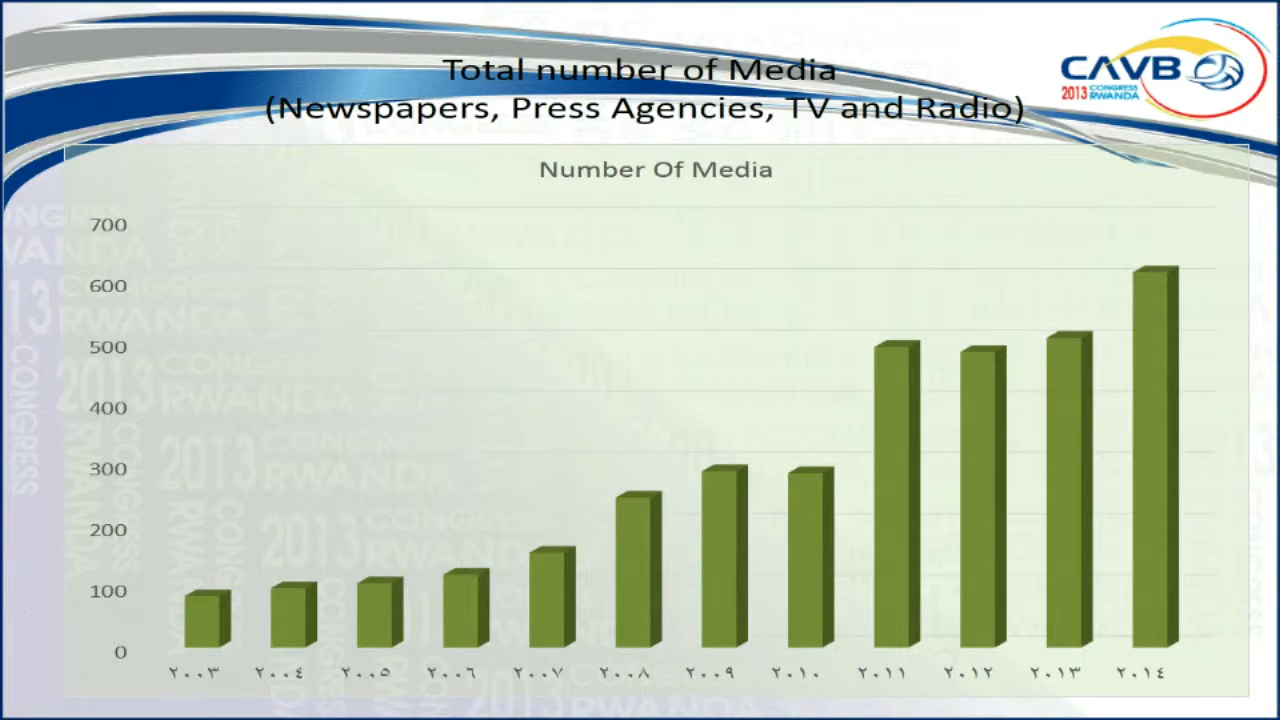 Total number of Media
(Newspapers, Press Agencies, TV and Radio)
CAVB
2013 CONGRESS
RWANDA
Number Of Media
700
600
500
400
300
200
100
0
٢٠٠٣ ٢٠٠٤ ٢٠٠٥ ٢٠٠٦ ٢٠٠٧ ٢٠٠٨ ٢٠٠٩ ٢٠١٠ ٢٠١١ ٢٠١٢ ٢٠١٣ ٢٠١٤